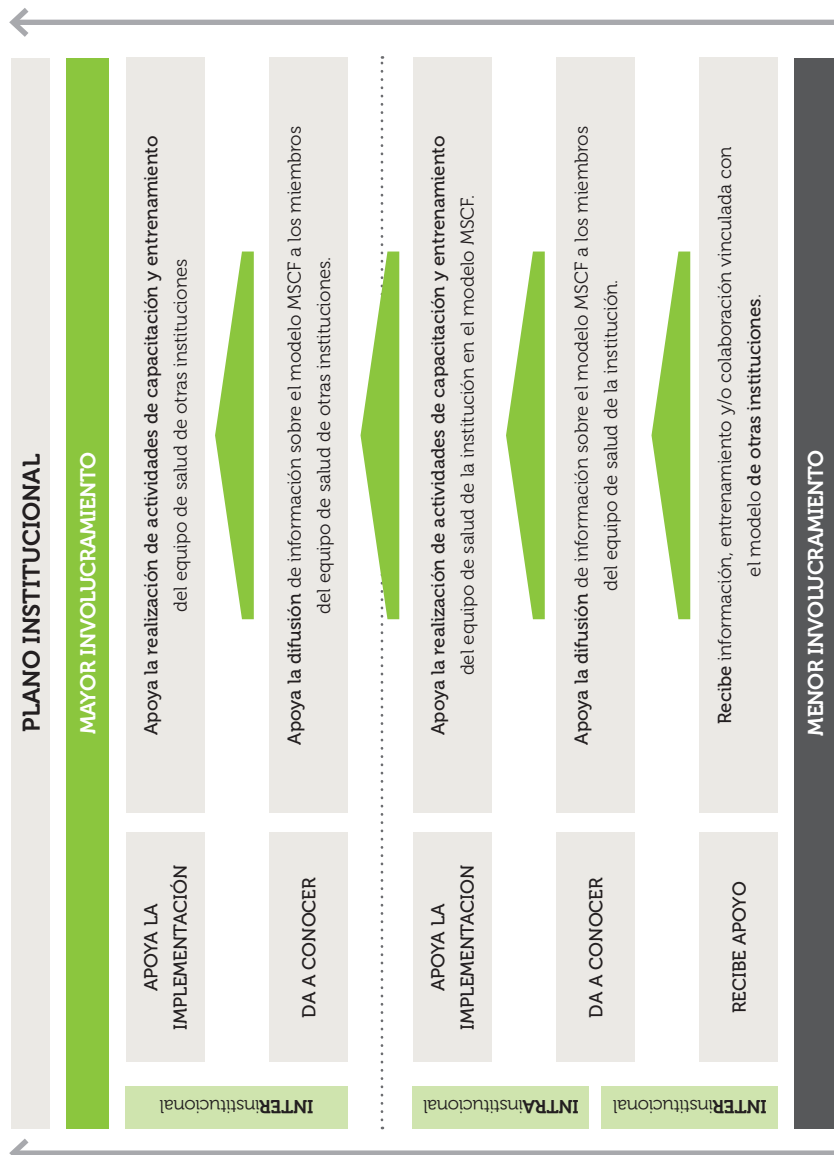 PLANO INSTITUCIONAL
MAYOR INVOLUCRAMIENTO
INTERinstitucional
APOYA LA
IMPLEMENTACIÓN
Apoya la realización de actividades de capacitación y entrenamiento
del equipo de salud de otras instituciones
DA A CONOCER
Apoya la difusión de información sobre el modelo MSCF a los miembros
del equipo de salud de otras instituciones.
INTRAinstitucional
APOYA LA
IMPLEMENTACION
Apoya la realización de actividades de capacitación y entrenamiento
del equipo de salud de la institución en el modelo MSCF.
DA A CONOCER
Apoya la difusión de información sobre el modelo MSCF a los miembros
del equipo de salud de la institución.
INTERinstitucional
RECIBE APOYO
Recibe información, entrenamiento y/o colaboración vinculada con
el modelo de otras instituciones.
MENOR INVOLUCRAMIENTO